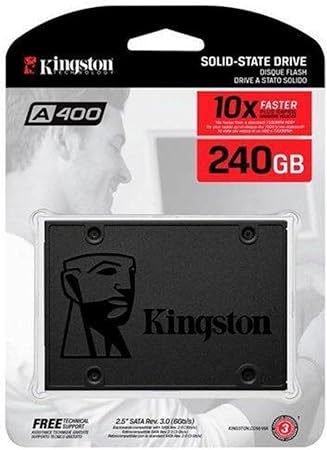 Kingston
TECHNOLOGY
SOLID-STATE DRIVE
DISQUE FLASH
DRIVE A ESTADO SOLIDO
A400
10x FASTER
240GB
Kingston
FREE TECHNICAL SUPPORT
2.5" SATA Rev. 3.0 (6Gb/s)
KINGSTON.COM/WA
3